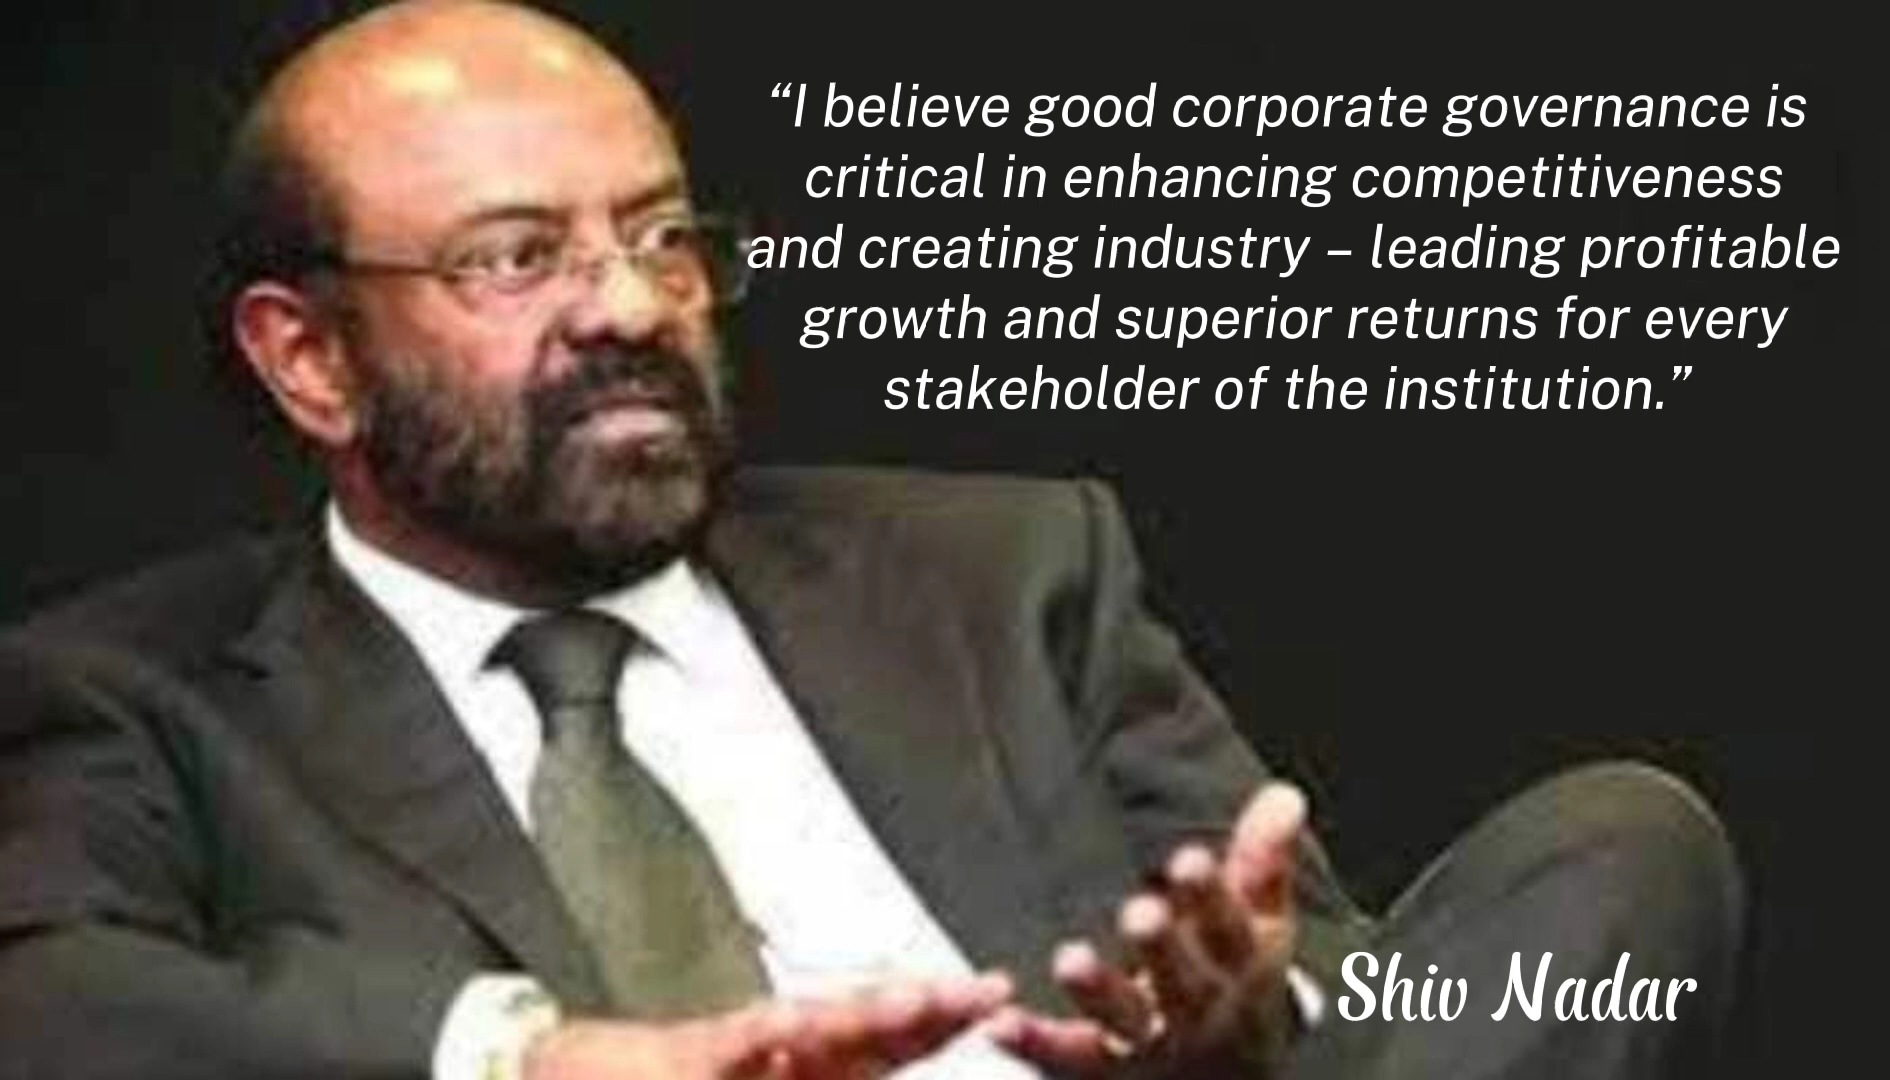 “I believe good corporate governance is
critical in enhancing competitiveness
and creating industry – leading profitable
growth and superior returns for every
stakeholder of the institution.”
Shiv Nadar